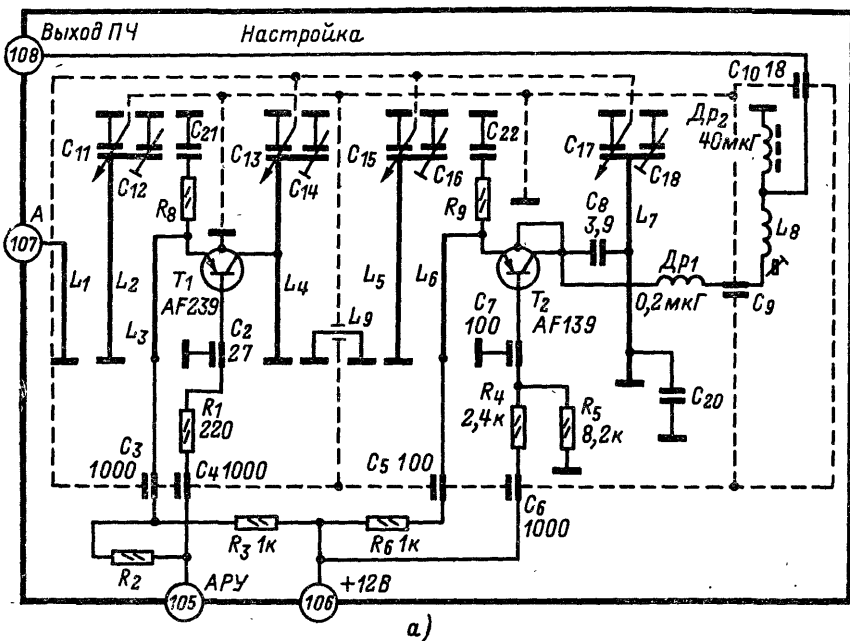 108
Выход ПЧ
Настройка
C10 18
Др2
40мкГ
C11
C12
C21
C13
C14
C15
C16
C22
C17
C18
R8
R9
C8
3,9
L7
L8
A
107
L1
L2
L3
T1
AF239
L4
L9
L5
L6
T2
AF139
Др1
0,2мкГ
C9
C2
27
C7
100
R1
220
R4
2,4к
R5
8,2к
C20
C3
1000
C4 1000
C5 100
C6
1000
R2
R3 1к
R6 1к
105
АРУ
106
+12В
а)